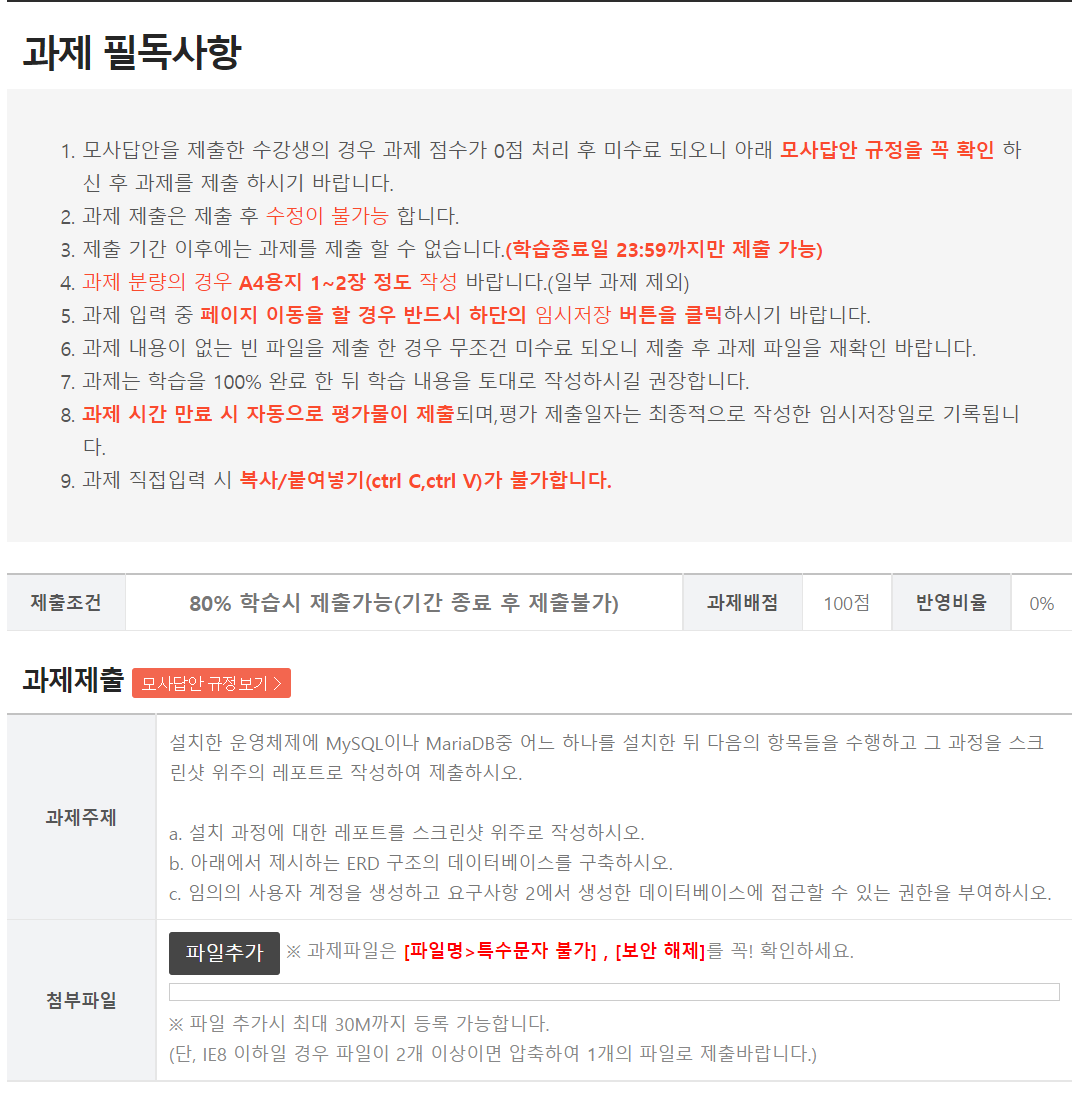 과제 필독사항
1. 모사답안을 제출한 수강생의 경우 과제 점수가 0점 처리 후 미수료 되오니 아래 모사답안 규정을 꼭 확인 하
신 후 과제를 제출 하시기 바랍니다.
2. 과제 제출은 제출 후 수정이 불가능 합니다.
3. 제출 기간 이후에는 과제를 제출 할 수 없습니다.(학습종료일 23:59까지만 제출 가능)
4. 과제 분량의 경우 A4용지 1~2장 정도 작성 바랍니다.(일부 과제 제외)
5. 과제 입력 중 페이지 이동을 할 경우 반드시 하단의 임시저장 버튼을 클릭하시기 바랍니다.
6. 과제 내용이 없는 빈 파일을 제출 한 경우 무조건 미수료 되오니 제출 후 과제 파일을 재확인 바랍니다.
7. 과제는 학습을 100% 완료 한 뒤 학습 내용을 토대로 작성하시길 권장합니다.
8. 과제 시간 만료 시 자동으로 평가물이 제출되며,평가 제출일자는 최종적으로 작성한 임시저장일로 기록됩니
다.
9. 과제 직접입력 시 복사/붙여넣기(ctrl C,ctrl V)가 불가합니다.
제출조건 80% 학습시 제출가능(기간 종료 후 제출불가) 과제배점 100점 반영비율 0%
과제제출 모사답안 규정보기 >
과제주제
설치한 운영체제에 MySQL이나 MariaDB중 어느 하나를 설치한 뒤 다음의 항목들을 수행하고 그 과정을 스크
린샷 위주의 레포트로 작성하여 제출하시오.
a. 설치 과정에 대한 레포트를 스크린샷 위주로 작성하시오.
b. 아래에서 제시하는 ERD 구조의 데이터베이스를 구축하시오.
c. 임의의 사용자 계정을 생성하고 요구사항 2에서 생성한 데이터베이스에 접근할 수 있는 권한을 부여하시오.
첨부파일
파일추가 ※ 과제파일은 [파일명>특수문자 불가] , [보안 해제]를 꼭! 확인하세요.
※ 파일 추가시 최대 30M까지 등록 가능합니다.
(단, IE8 이하일 경우 파일이 2개 이상이면 압축하여 1개의 파일로 제출바랍니다.)